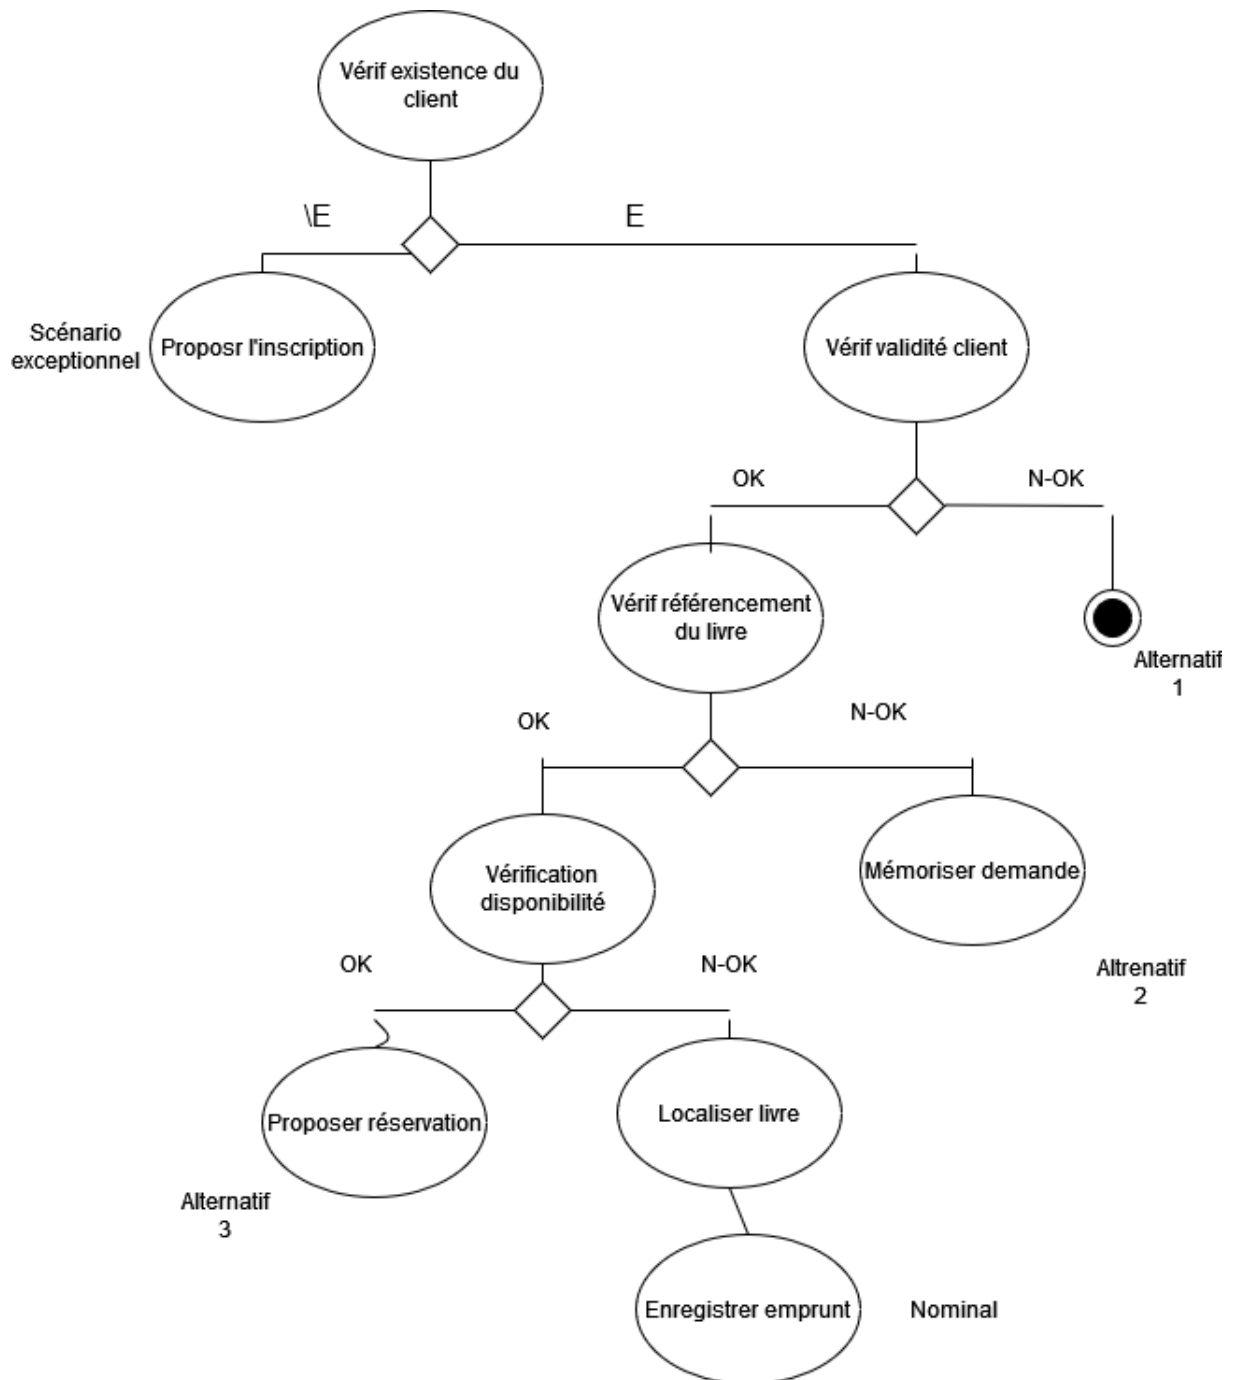 Vérif existence du
client
\E
E
Scénario
exceptionnel
Proposr l'inscription
Vérif validité client
OK
N-OK
Vérif référencement
du livre
Alternatif
1
OK
N-OK
Vérification
disponibilité
Mémoriser demande
OK
N-OK
Altrenatif
2
Proposer réservation
Localiser livre
Alternatif
3
Enregistrer emprunt
Nominal